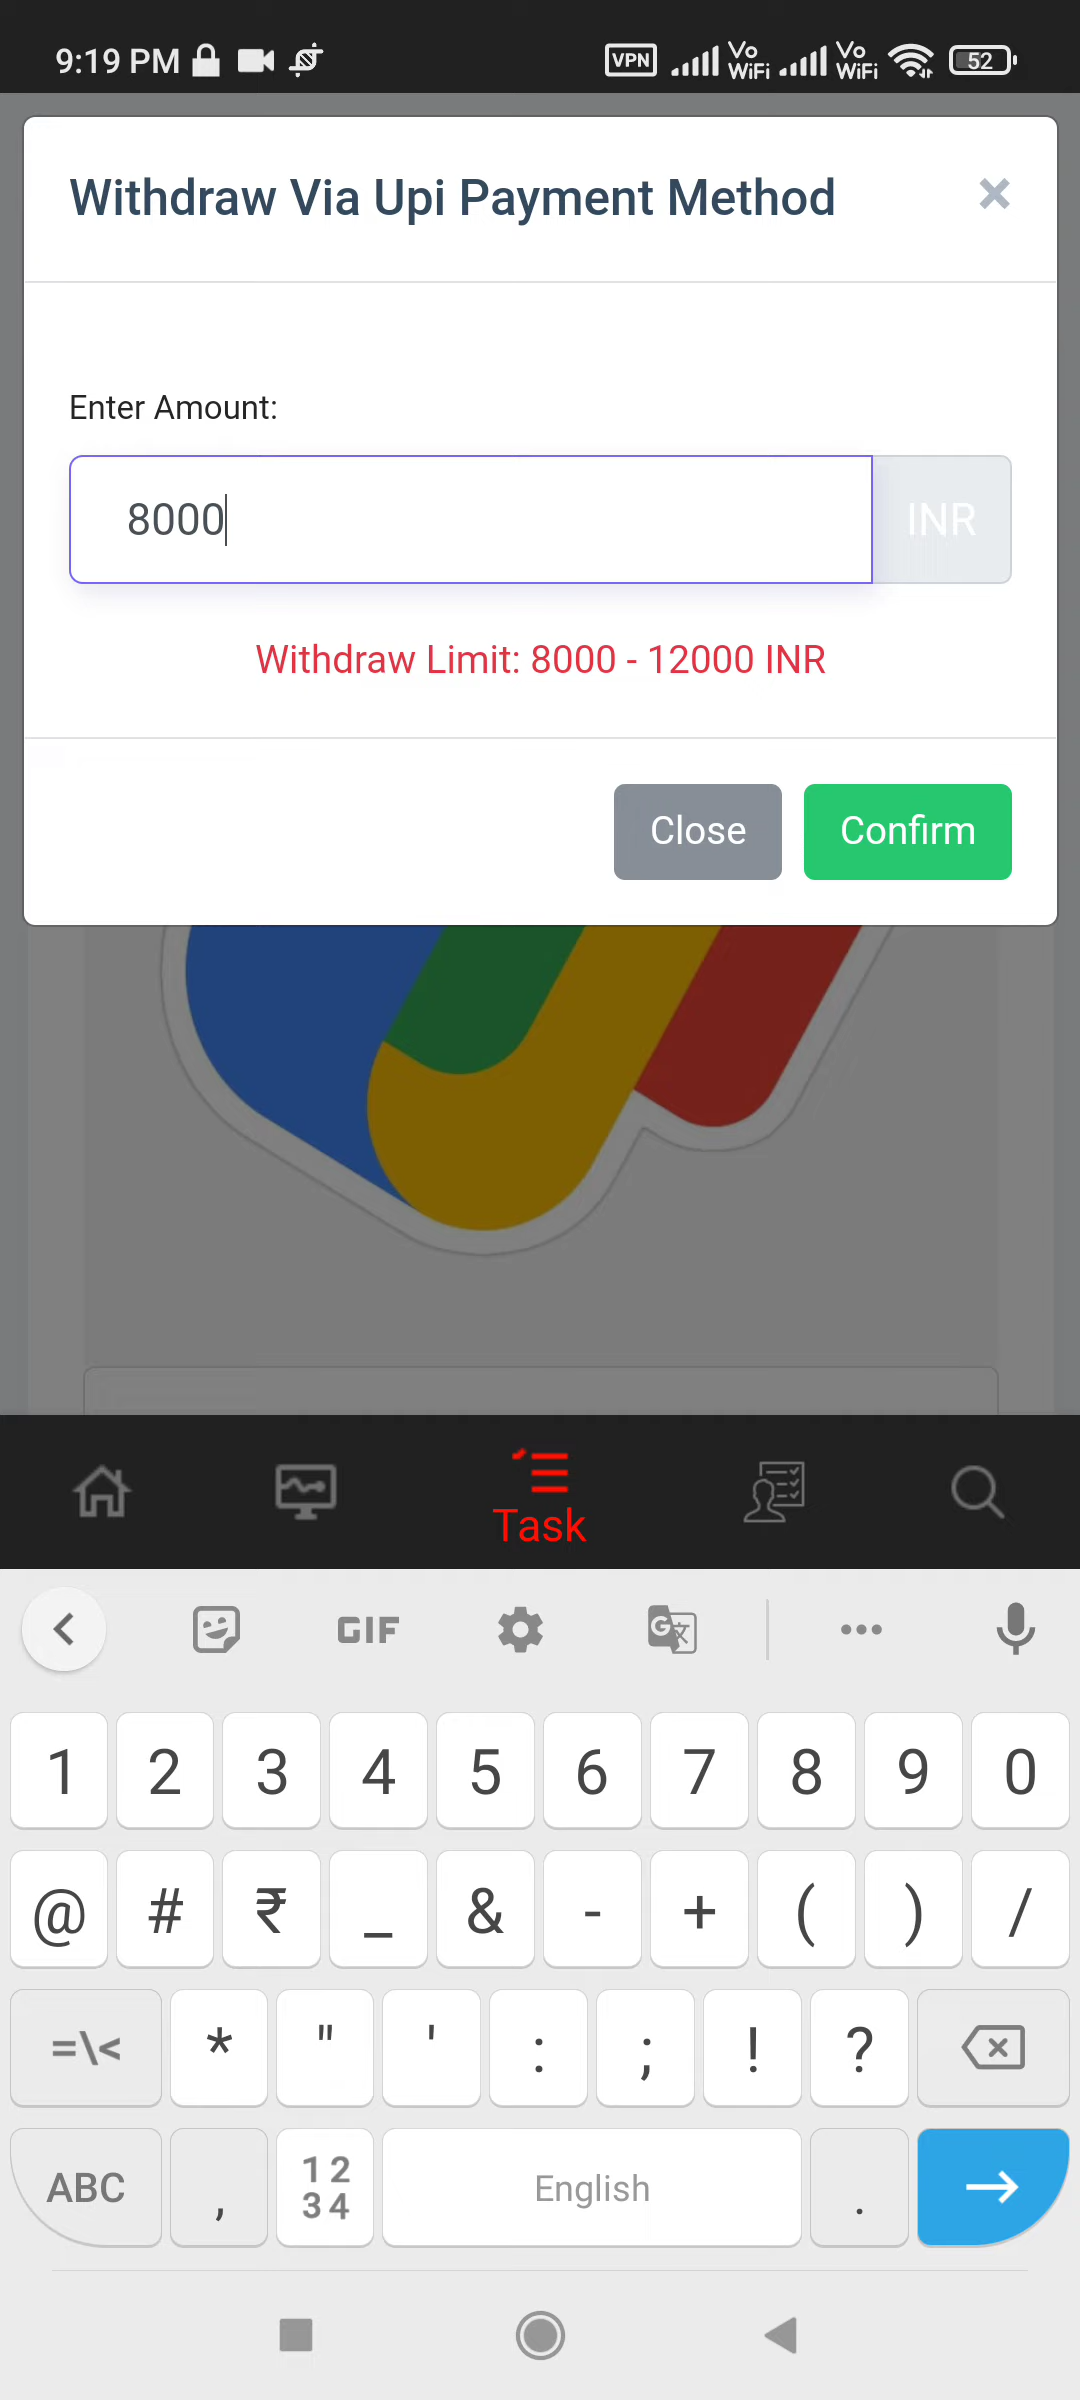 9:19 PM VPN Vo WiFi Vo WiFi 52
Withdraw Via Upi Payment Method ×
Enter Amount:
8000 INR
Withdraw Limit: 8000 - 12000 INR
Close Confirm
Task
GIF G文
1 2 3 4 5 6 7 8 9 0
@ # ₹ _ & - + ( ) /
=\< * " ' : ; ! ?
ABC , 12 34 English .